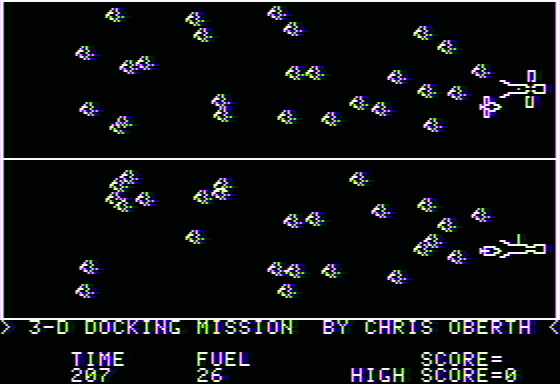 > 3-D DOCKING MISSION  BY CHRIS OBERTH <
TIME FUEL SCORE=
207 26 HIGH SCORE=0